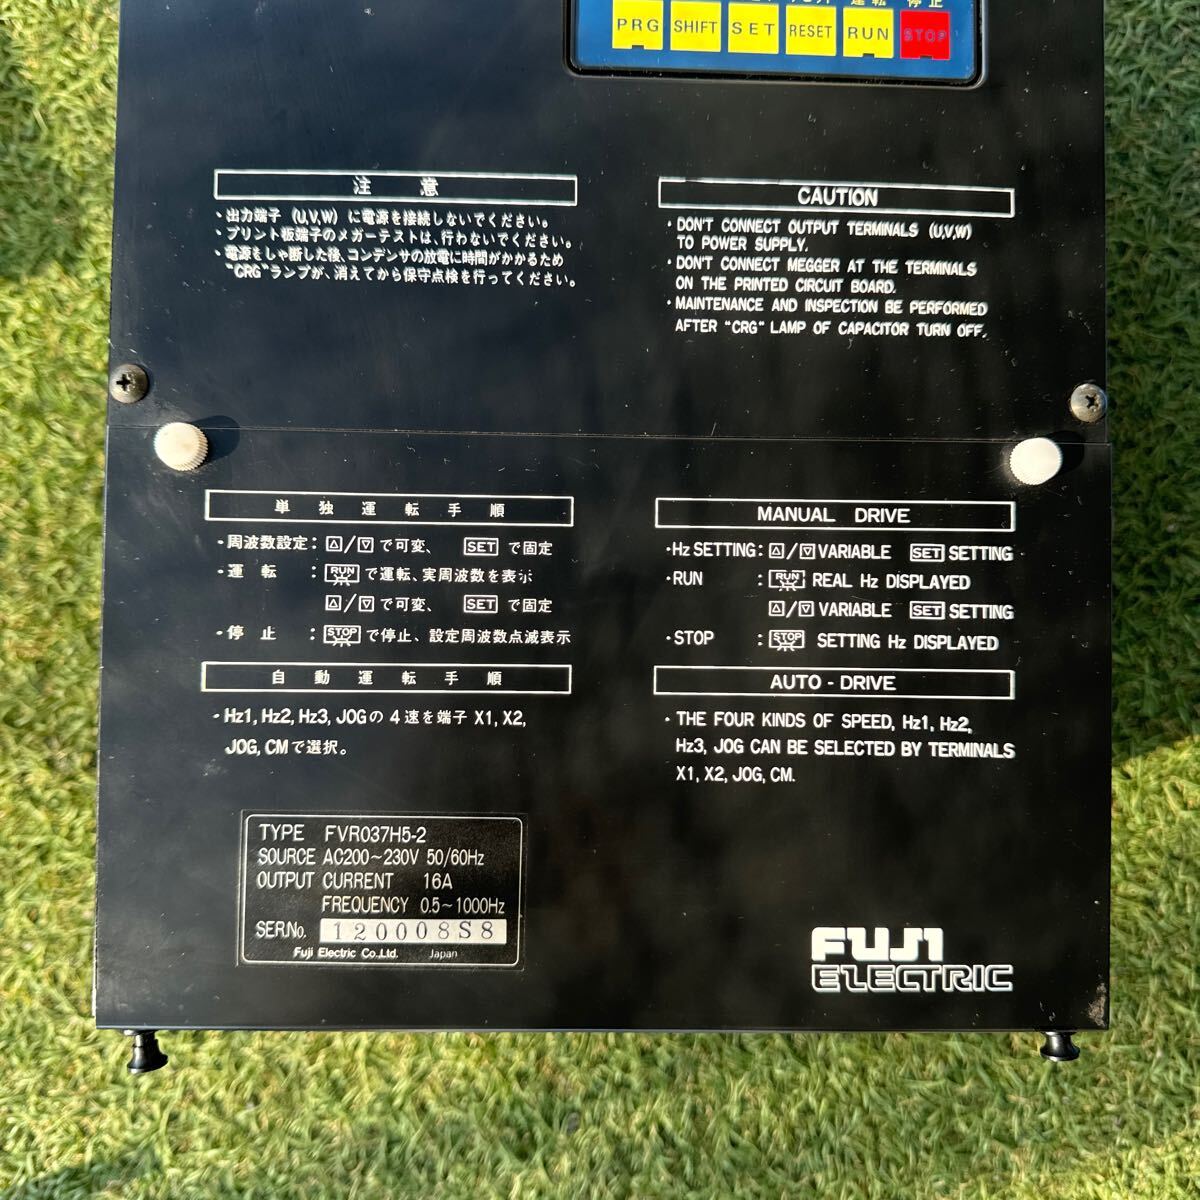 運転 停止
PRG SHIFT SET RESET RUN STOP
注 意
・出力端子 (U,V,W) に電源を接続しないでください。
・プリント板端子のメガーテストは、行わないでください。
・電源をしゃ断した後、コンデンサの放電に時間がかかるため
"CRG"ランプが、消えてから保守点検を行ってください。
CAUTION
・DON'T CONNECT OUTPUT TERMINALS (U,V,W)
TO POWER SUPPLY.
・DON'T CONNECT MEGGER AT THE TERMINALS
ON THE PRINTED CIRCUIT BOARD.
・MAINTENANCE AND INSPECTION BE PERFORMED
AFTER "CRG" LAMP OF CAPACITOR TURN OFF.
単独運転手順
・周波数設定: △/▽ で可変、 SET で固定
・運 転 : RUN で運転、実周波数を表示
△/▽ で可変、 SET で固定
・停 止 : STOP で停止、設定周波数点滅表示
自動運転手順
・Hz1, Hz2, Hz3, JOGの 4速を端子 X1, X2,
JOG, CMで選択。
MANUAL DRIVE
・Hz SETTING: △/▽ VARIABLE SET SETTING
・RUN : RUN REAL Hz DISPLAYED
△/▽ VARIABLE SET SETTING
・STOP : STOP SETTING Hz DISPLAYED
AUTO - DRIVE
・THE FOUR KINDS OF SPEED, Hz1, Hz2,
Hz3, JOG CAN BE SELECTED BY TERMINALS
X1, X2, JOG, CM.
TYPE FVR037H5-2
SOURCE AC200~230V 50/60Hz
OUTPUT CURRENT 16A
FREQUENCY 0.5~1000Hz
SER.No. 120008S8
Fuji Electric Co.,Ltd. Japan
FUJI
ELECTRIC